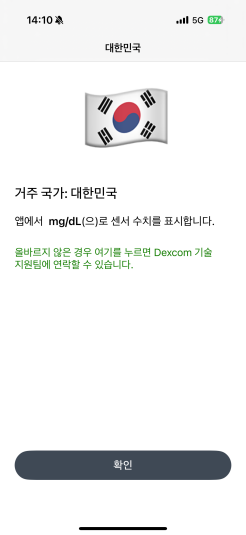 14:10
5G 87
대한민국
거주 국가: 대한민국
앱에서 mg/dL(으)로 센서 수치를 표시합니다.
올바르지 않은 경우 여기를 누르면 Dexcom 기술
지원팀에 연락할 수 있습니다.
확인